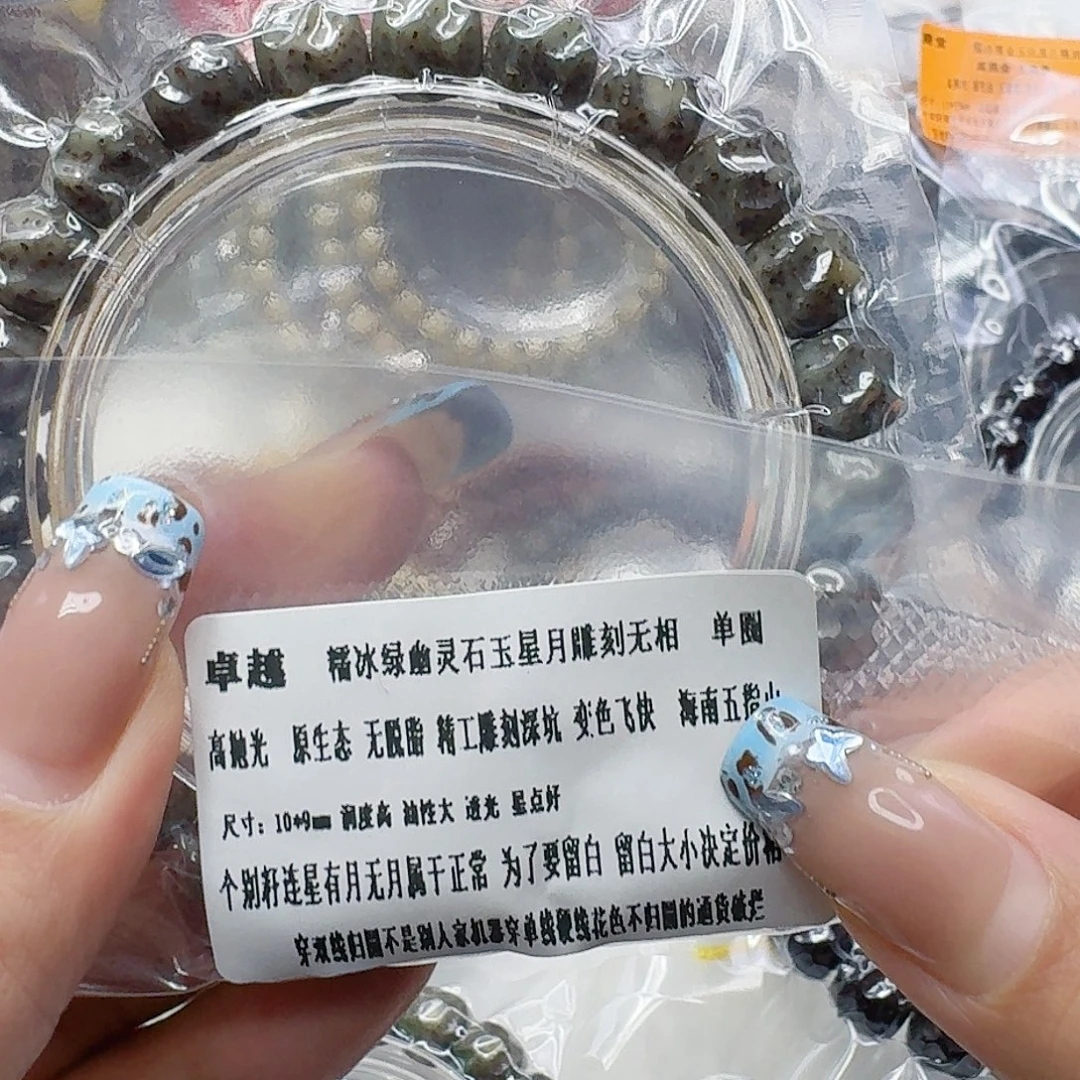 卓越 糯冰绿幽灵石玉星月雕刻无相 单圈
高抛光 原生态 无脱脂 精工雕刻深坑 变色飞快 海南五指山
尺寸：10*9mm 润度高 油性大 透光 星点好
个别籽连星有月无月属于正常 为了要留白 留白大小决定价格
穿双线归圈不是别人家机器穿单线硬线花色不归圈的通货破烂